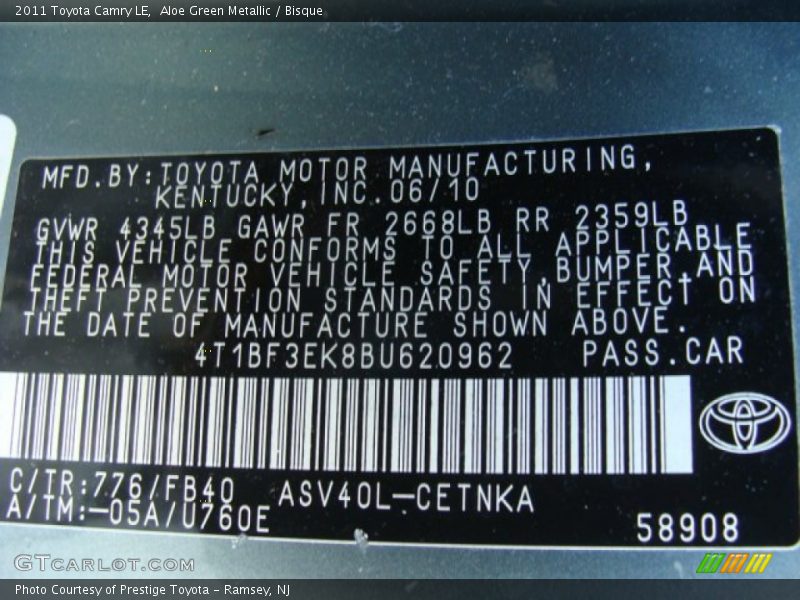 2011 Toyota Camry LE, Aloe Green Metallic / Bisque
MFD.BY:TOYOTA MOTOR MANUFACTURING,
KENTUCKY,INC.06/10
GVWR 4345LB GAWR FR 2668LB RR 2359LB
THIS VEHICLE CONFORMS TO ALL APPLICABLE
FEDERAL MOTOR VEHICLE SAFETY,BUMPER,AND
THEFT PREVENTION STANDARDS IN EFFECT ON
THE DATE OF MANUFACTURE SHOWN ABOVE.
4T1BF3EK8BU620962 PASS.CAR
C/TR:776/FB40 ASV40L-CETNKA
A/TM:-05A/U760E
58908
GTCARLOT.COM
Photo Courtesy of Prestige Toyota - Ramsey, NJ